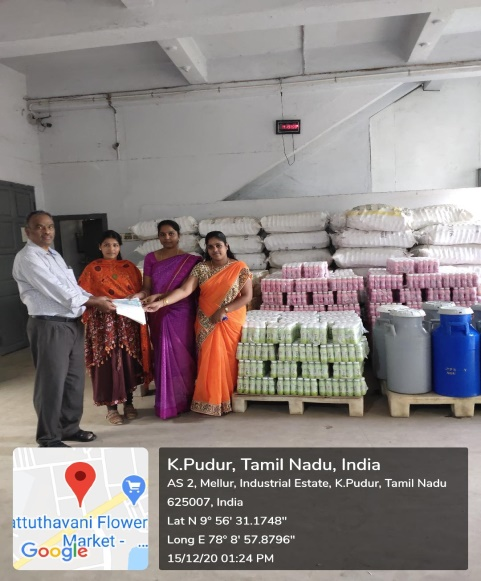 K.Pudur, Tamil Nadu, India
AS 2, Mellur, Industrial Estate, K.Pudur, Tamil Nadu
625007, India
Lat N 9° 56' 31.1748"
Long E 78° 8' 57.8796"
15/12/20 01:24 PM
attuthavani Flower
Market - ...
Google